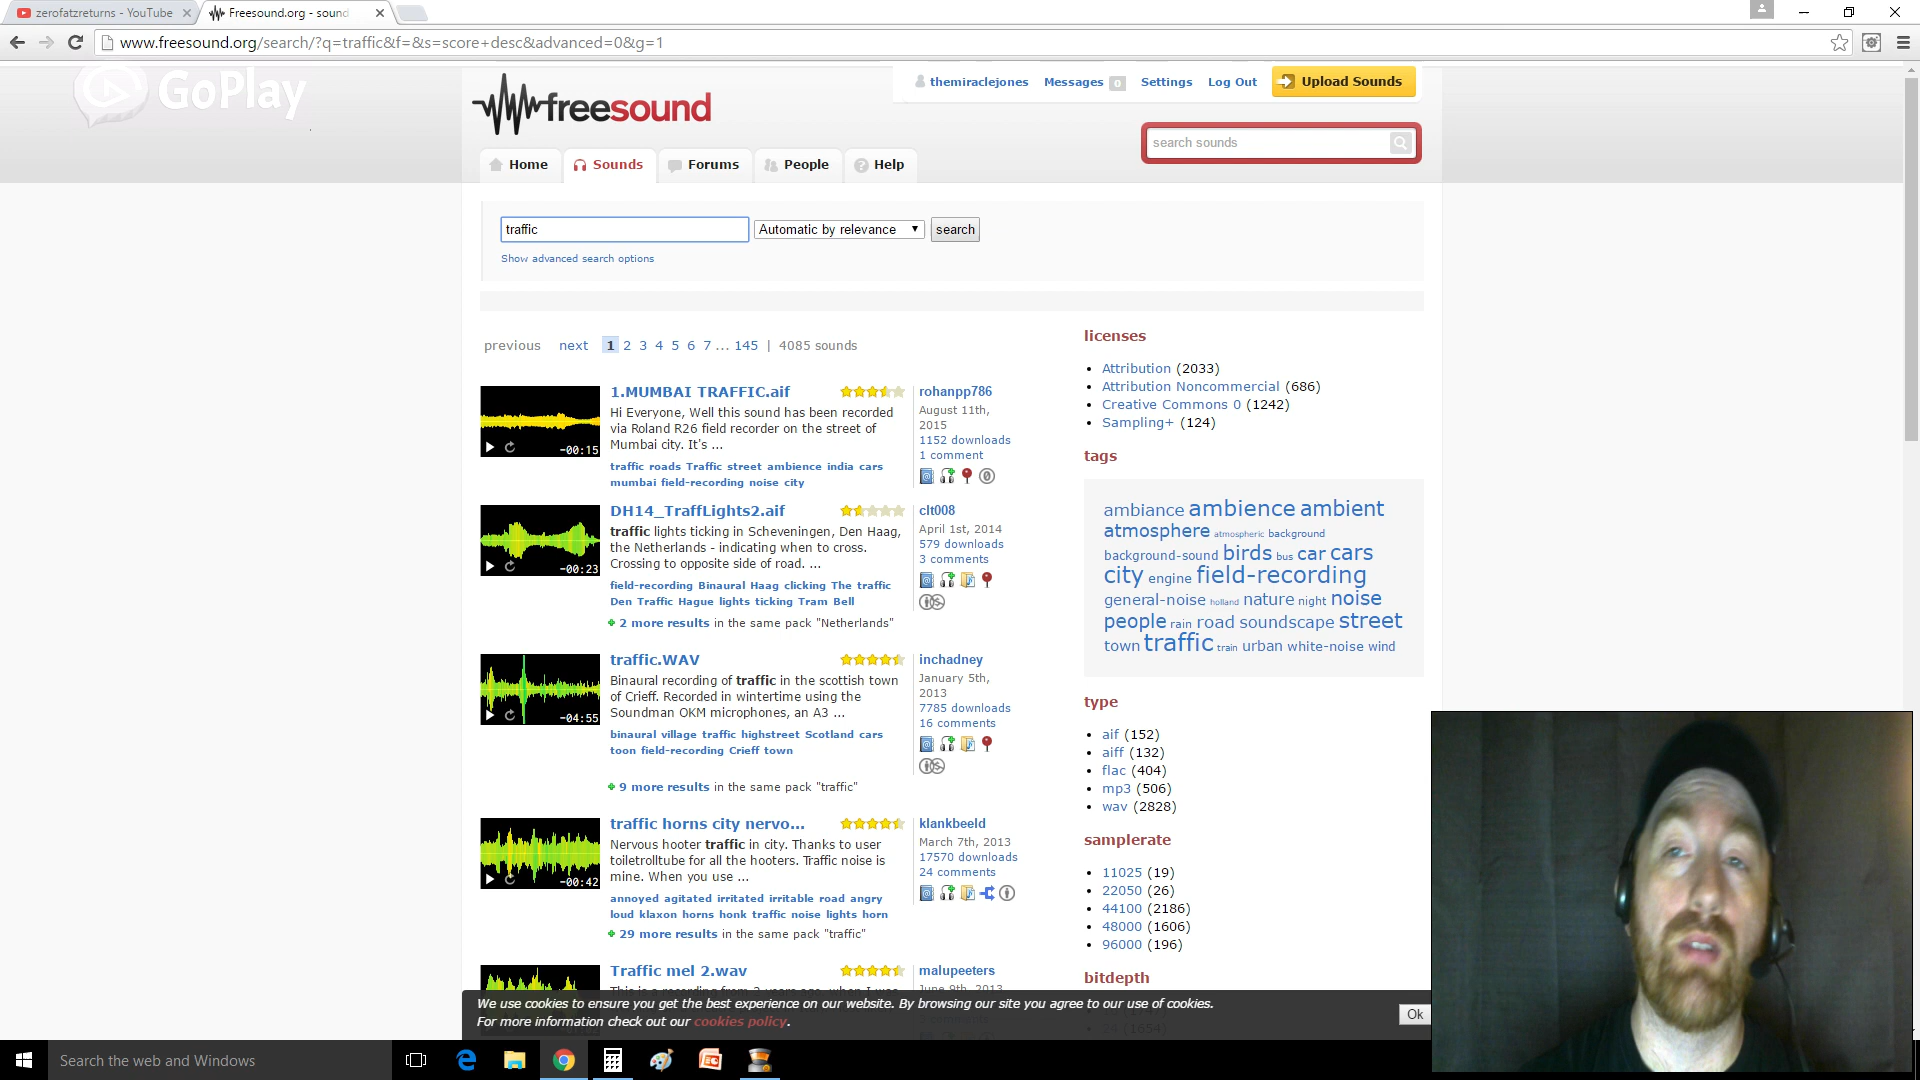 zerofatzreturns - YouTube
Freesound.org - sound
www.freesound.org/search/?q=traffic&f=&s=score+desc&advanced=0&g=1
GoPlay
freesound
themiraclejones Messages 0 Settings Log Out Upload Sounds
search sounds
Home Sounds Forums People Help
traffic Automatic by relevance search
Show advanced search options
previous next 1 2 3 4 5 6 7 ... 145 | 4085 sounds
1.MUMBAI TRAFFIC.aif
Hi Everyone, Well this sound has been recorded
via Roland R26 field recorder on the street of
Mumbai city. It's ...
traffic roads Traffic street ambience india cars
mumbai field-recording noise city
-00:15
rohanpp786
August 11th,
2015
1152 downloads
1 comment
DH14_TraffLights2.aif
traffic lights ticking in Scheveningen, Den Haag,
the Netherlands - indicating when to cross.
Crossing to opposite side of road. ...
field-recording Binaural Haag clicking The traffic
Den Traffic Hague lights ticking Tram Bell
2 more results in the same pack "Netherlands"
-00:23
clt008
April 1st, 2014
579 downloads
3 comments
traffic.WAV
Binaural recording of traffic in the scottish town
of Crieff. Recorded in wintertime using the
Soundman OKM microphones, an A3 ...
binaural village traffic highstreet Scotland cars
toon field-recording Crieff town
9 more results in the same pack "traffic"
-04:55
inchadney
January 5th,
2013
7785 downloads
16 comments
traffic horns city nervo...
Nervous hooter traffic in city. Thanks to user
toiletrolltube for all the hooters. Traffic noise is
mine. When you use ...
annoyed agitated irritated irritable road angry
loud klaxon horns honk traffic noise lights horn
29 more results in the same pack "traffic"
-00:42
klankbeeld
March 7th, 2013
17570 downloads
24 comments
Traffic mel 2.wav
malupeeters
June 9th, 2013
licenses
Attribution (2033)
Attribution Noncommercial (686)
Creative Commons 0 (1242)
Sampling+ (124)
tags
ambiance ambience ambient
atmosphere atmospheric background
background-sound birds bus car cars
city engine field-recording
general-noise holland nature night noise
people rain road soundscape street
town traffic train urban white-noise wind
type
aif (152)
aiff (132)
flac (404)
mp3 (506)
wav (2828)
samplerate
11025 (19)
22050 (26)
44100 (2186)
48000 (1606)
96000 (196)
bitdepth
We use cookies to ensure you get the best experience on our website. By browsing our site you agree to our use of cookies.
For more information check out our cookies policy.
Ok
Search the web and Windows